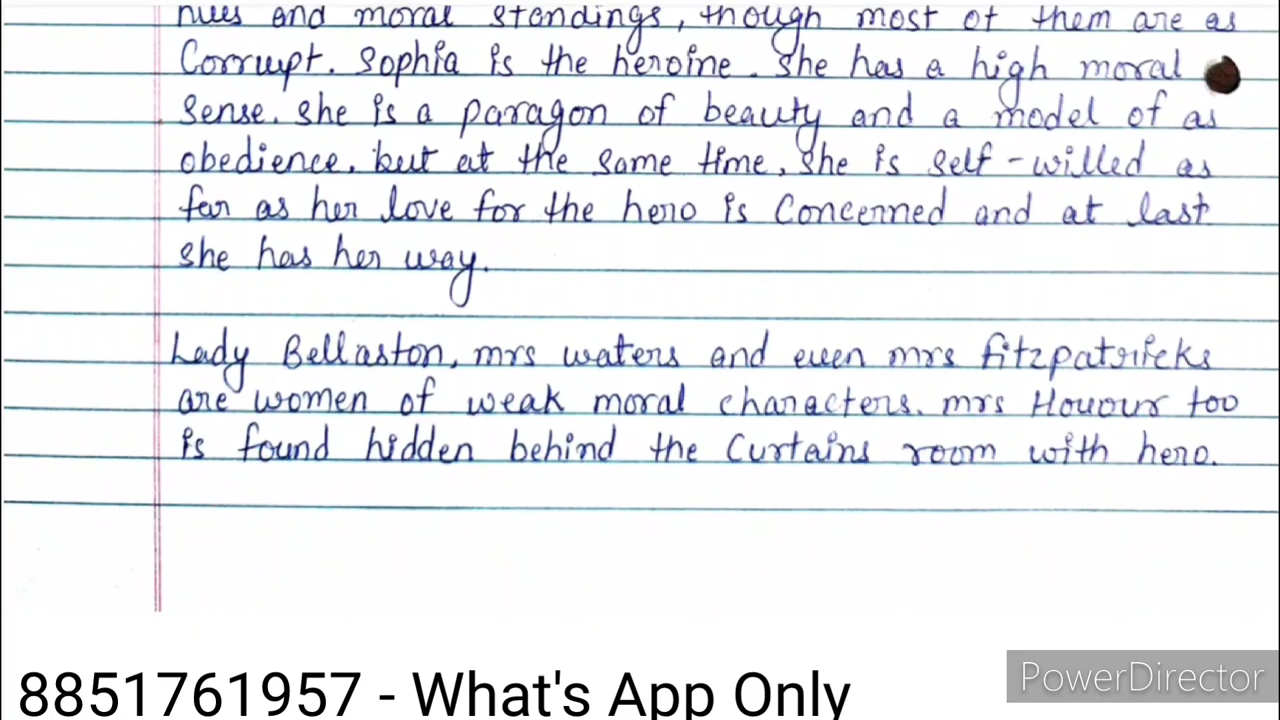 and moral standings, though most of them are as
Corrupt. Sophia is the heroine. She has a high moral
Sense. She is a paragon of beauty and a model of as
obedience, but at the same time, she is self-willed as
far as her love for the hero is Concerned and at last
she has her way.
Lady Bellaston, mrs waters and even mrs fitzpatricks
are women of weak moral characters. mrs Houour too
is found hidden behind the Curtains room with hero.
8851761957 - What's App Only
PowerDirector